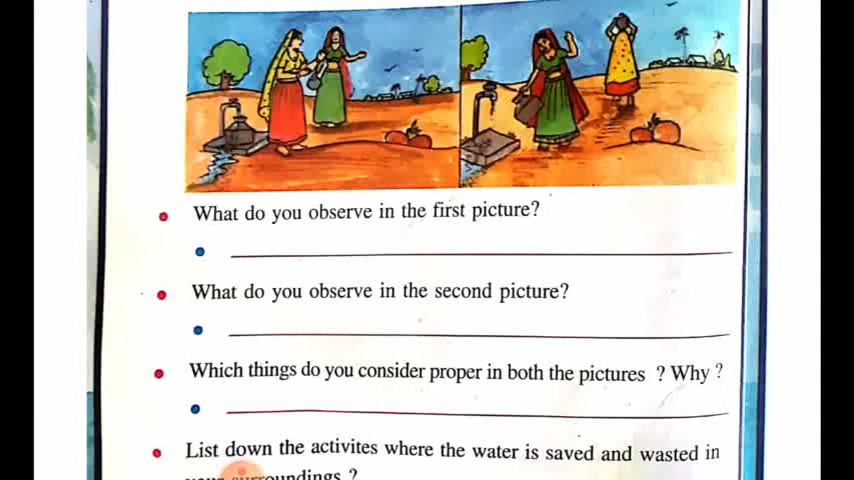 What do you observe in the first picture?
What do you observe in the second picture?
Which things do you consider proper in both the pictures ? Why ?
List down the activites where the water is saved and wasted in
your surroundings ?